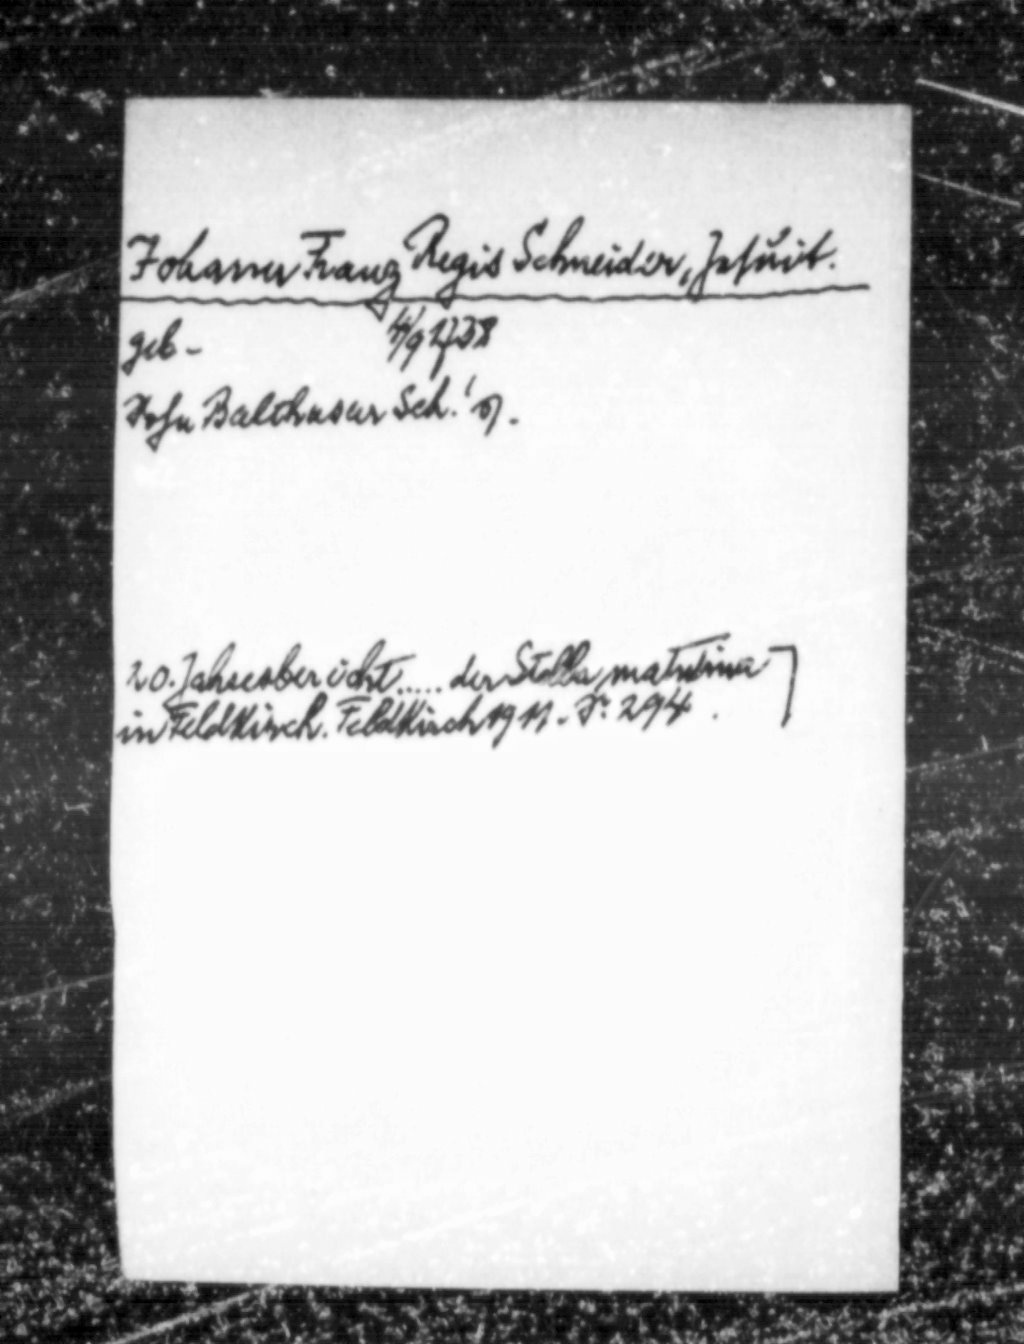 Johann Franz Regis Schneider, Jesuit.
geb - 4/9 1738
Sohn Balthasar Sch.'s.
20. Jahresbericht..... der Stella matutina
in Feldkirch. Feldkirch 1911. S. 294.